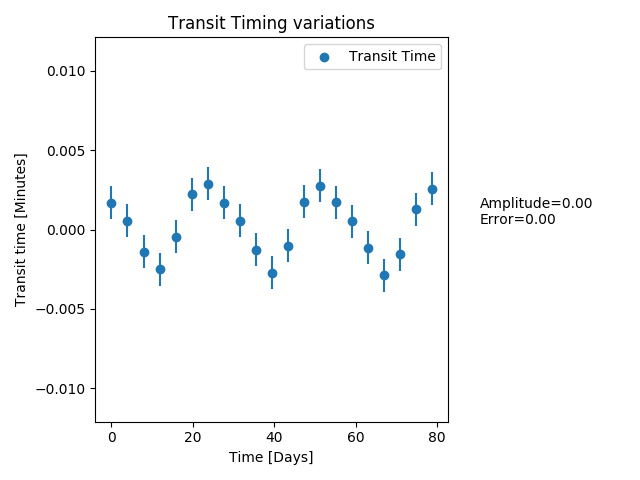 Transit Timing variations
Transit Time
0.010
0.005
0.000
−0.005
−0.010
Transit time [Minutes]
0
20
40
60
80
Time [Days]
Amplitude=0.00
Error=0.00